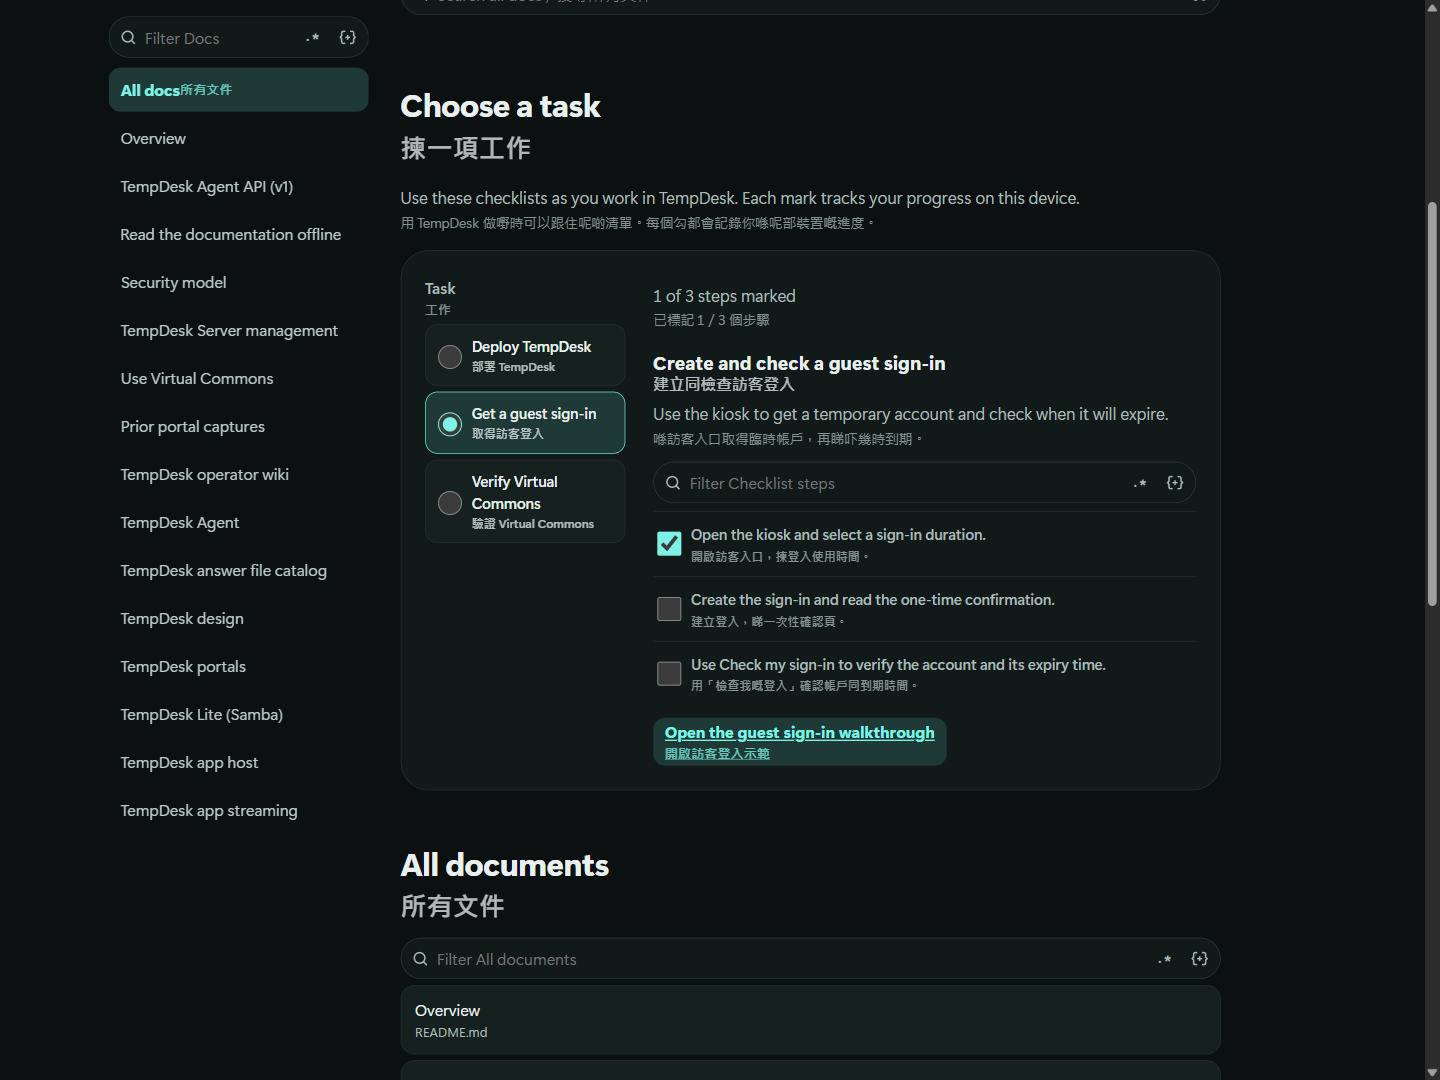 Filter Docs
.*
{+}
All docs所有文件
Overview
TempDesk Agent API (v1)
Read the documentation offline
Security model
TempDesk Server management
Use Virtual Commons
Prior portal captures
TempDesk operator wiki
TempDesk Agent
TempDesk answer file catalog
TempDesk design
TempDesk portals
TempDesk Lite (Samba)
TempDesk app host
TempDesk app streaming
Choose a task
揀一項工作
Use these checklists as you work in TempDesk. Each mark tracks your progress on this device.
用 TempDesk 做嘢時可以跟住呢啲清單。每個勾都會記錄你喺呢部裝置嘅進度。
Task
工作
Deploy TempDesk
部署 TempDesk
Get a guest sign-in
取得訪客登入
Verify Virtual
Commons
驗證 Virtual Commons
1 of 3 steps marked
已標記 1 / 3 個步驟
Create and check a guest sign-in
建立同檢查訪客登入
Use the kiosk to get a temporary account and check when it will expire.
喺訪客入口取得臨時帳戶，再睇吓幾時到期。
Filter Checklist steps
.*
{+}
Open the kiosk and select a sign-in duration.
開啟訪客入口，揀登入使用時間。
Create the sign-in and read the one-time confirmation.
建立登入，睇一次性確認頁。
Use Check my sign-in to verify the account and its expiry time.
用「檢查我嘅登入」確認帳戶同到期時間。
Open the guest sign-in walkthrough
開啟訪客登入示範
All documents
所有文件
Filter All documents
.*
{+}
Overview
README.md